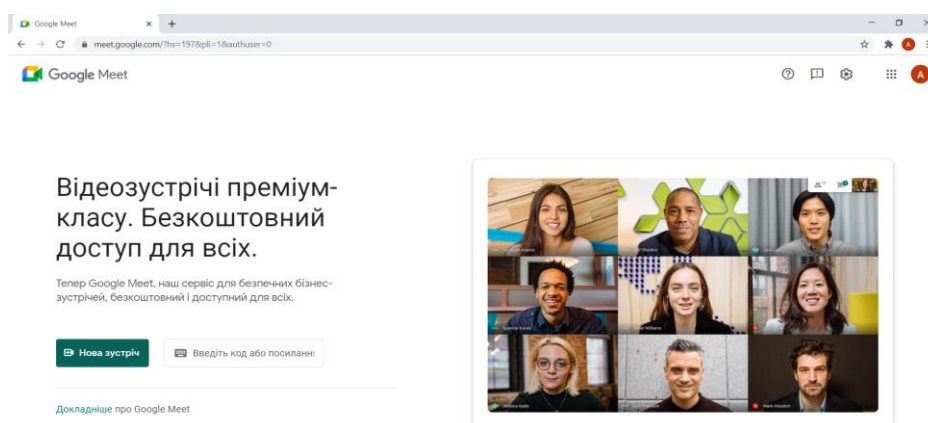 Google Meet
meet.google.com/?hs=197&pli=1&authuser=0
A
Google Meet
A
Відеозустрічі преміум-
класу. Безкоштовний
доступ для всіх.
Тепер Google Meet, наш сервіс для безпечних бізнес-
зустрічей, безкоштовний і доступний для всіх.
Нова зустріч
Введіть код або посилання
Докладніше про Google Meet
Mark Houston